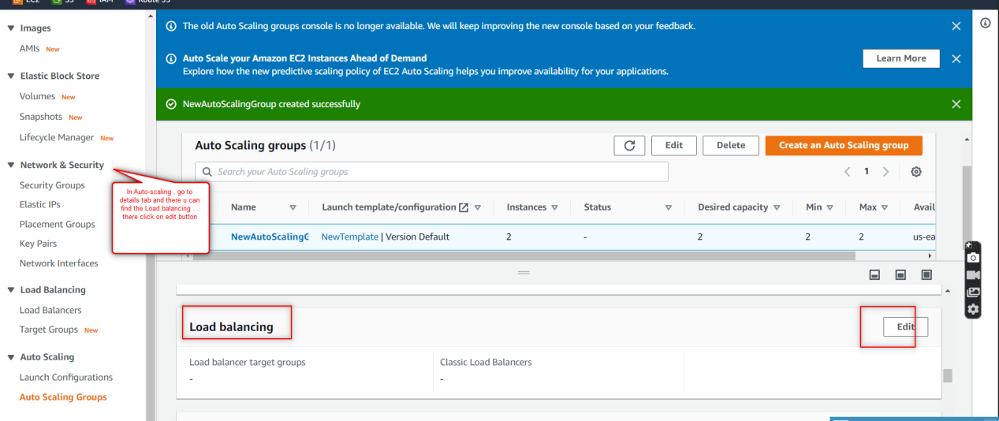 EC2 S3 IAM Route 53
Images
AMIs New
Elastic Block Store
Volumes New
Snapshots New
Lifecycle Manager New
Network & Security
Security Groups
Elastic IPs
Placement Groups
Key Pairs
Network Interfaces
Load Balancing
Load Balancers
Target Groups New
Auto Scaling
Launch Configurations
Auto Scaling Groups
In Auto-scaling , go to
details tab and there u can
find the Load balancing ...
there click on edit button
The old Auto Scaling groups console is no longer available. We will keep improving the new console based on your feedback.
Auto Scale your Amazon EC2 Instances Ahead of Demand
Explore how the new predictive scaling policy of EC2 Auto Scaling helps you improve availability for your applications.
Learn More
NewAutoScalingGroup created successfully
Auto Scaling groups (1/1)
Edit
Delete
Create an Auto Scaling group
Search your Auto Scaling groups
1
Name Launch template/configuration Instances Status Desired capacity Min Max Avail
NewAutoScalingG NewTemplate | Version Default 2 - 2 2 2 us-ea
Load balancing
Edit
Load balancer target groups Classic Load Balancers
- -